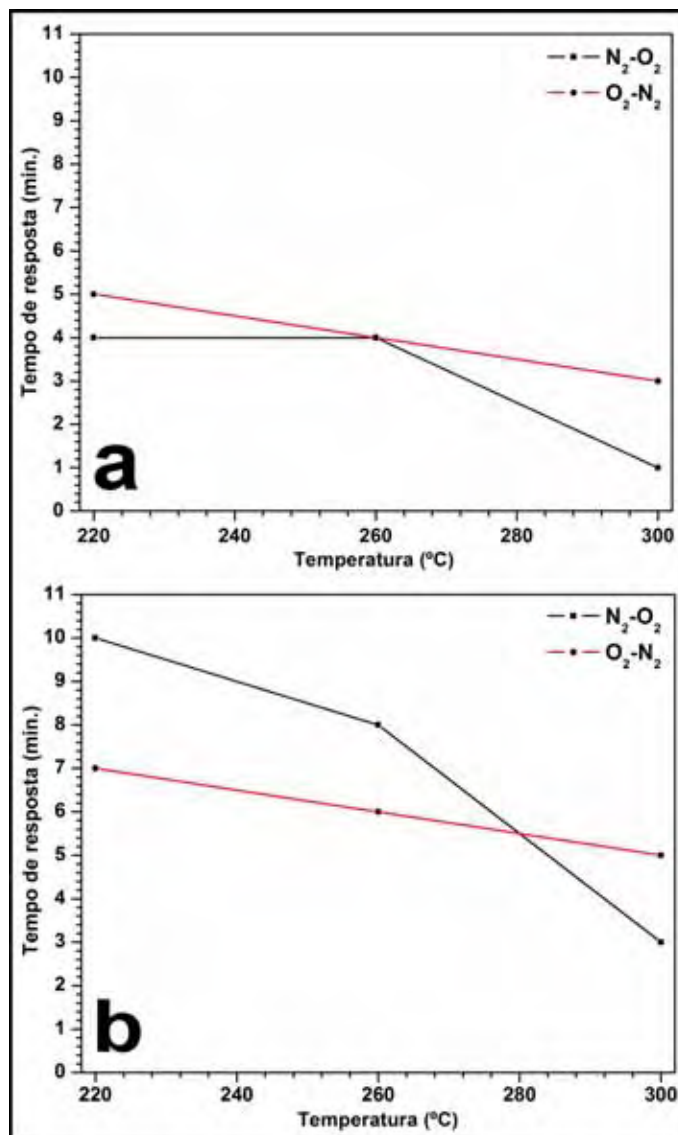 11
10
9
8
7
6
5
4
3
2
1
0
Tempo de resposta (min.)
N₂-O₂
O₂-N₂
a
220 240 260 280 300
Temperatura (ºC)
11
10
9
8
7
6
5
4
3
2
1
0
Tempo de resposta (min.)
N₂-O₂
O₂-N₂
b
220 240 260 280 300
Temperatura (ºC)